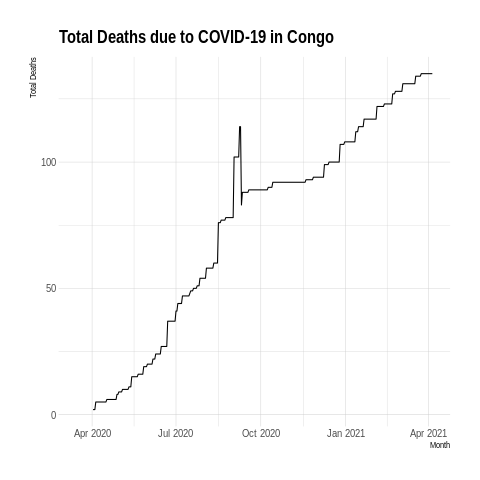 Total Deaths due to COVID-19 in Congo
Total Deaths
100
50
0
Apr 2020 Jul 2020 Oct 2020 Jan 2021 Apr 2021
Month